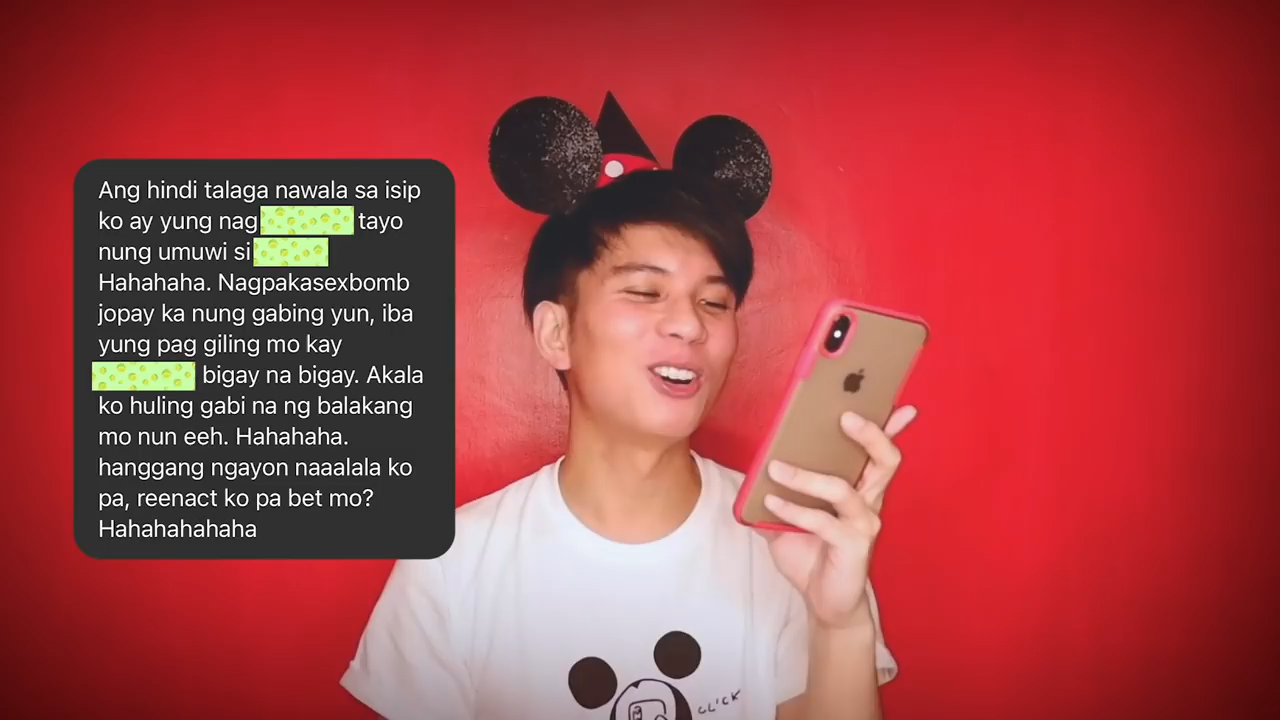 Ang hindi talaga nawala sa isip
ko ay yung nag tayo
nung umuwi si
Hahahaha. Nagpakasexbomb
jopay ka nung gabing yun, iba
yung pag giling mo kay
bigay na bigay. Akala
ko huling gabi na ng balakang
mo nun eeh. Hahahaha.
hanggang ngayon naaalala ko
pa, reenact ko pa bet mo?
Hahahahahaha
CLICK